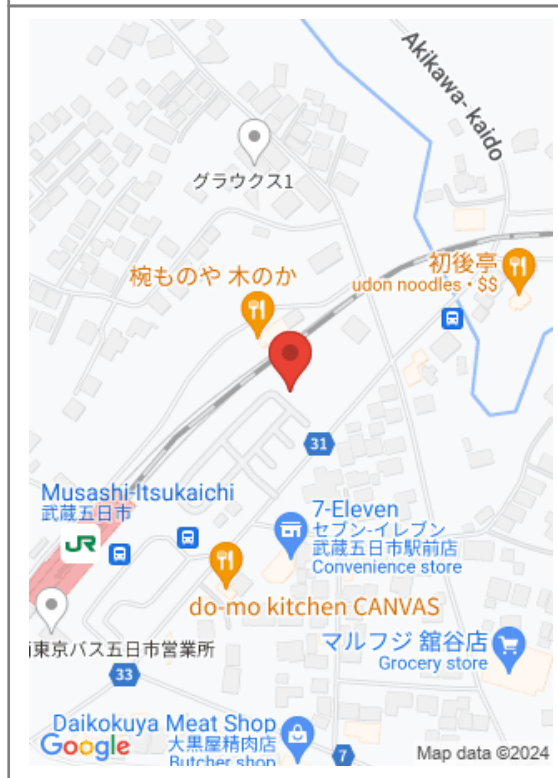 Akikawa- kaido
グラウクス1
椀ものや 木のか
初後亭
udon noodles • $$
31
Musashi-Itsukaichi
武蔵五日市
JR
7-Eleven
セブン-イレブン
武蔵五日市駅前店
Convenience store
do-mo kitchen CANVAS
東京バス五日市営業所
マルフジ 舘谷店
Grocery store
33
Daikokuya Meat Shop
大黒屋精肉店
Butcher shop
7
Google
Map data ©2024